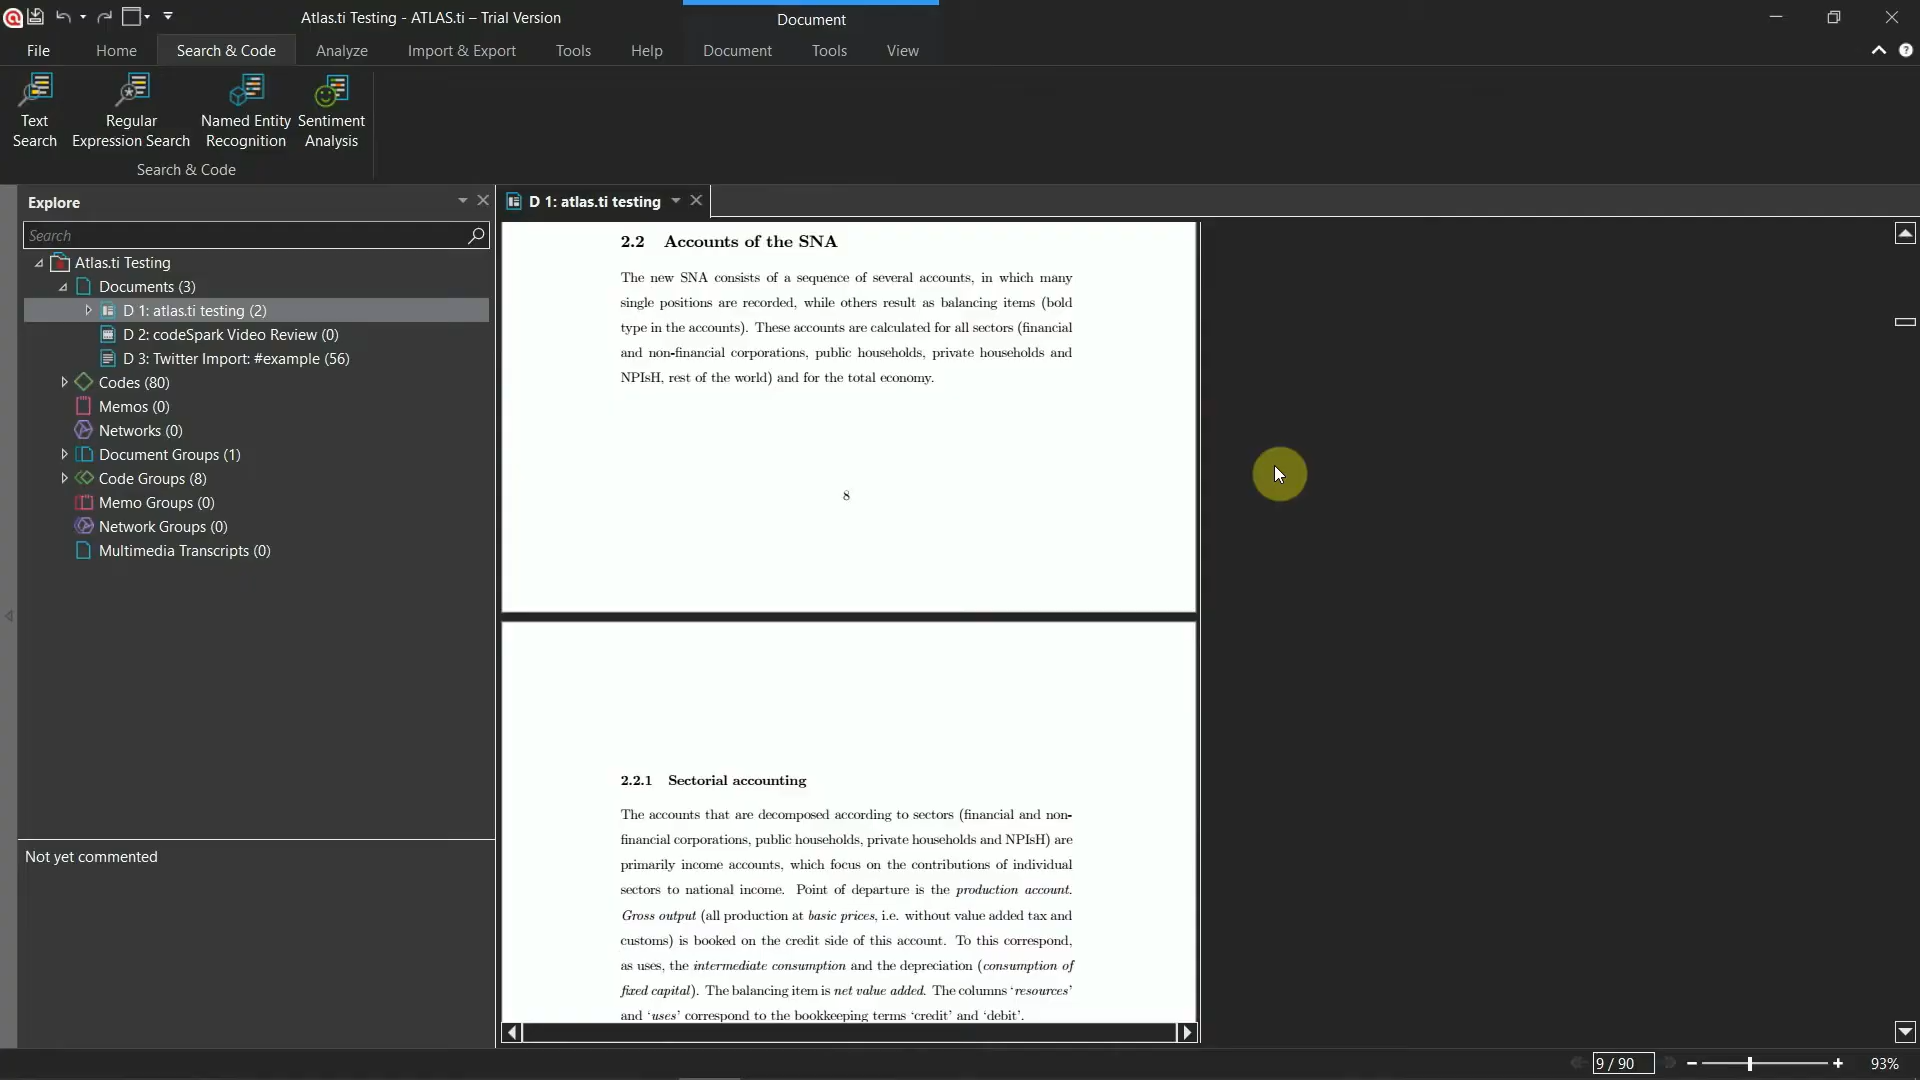 Atlas.ti Testing - ATLAS.ti – Trial Version
Document
File Home Search & Code Analyze Import & Export Tools Help Document Tools View
Text Search
Regular Expression Search
Named Entity Recognition
Sentiment Analysis
Search & Code
Explore
Search
Atlas.ti Testing
Documents (3)
D 1: atlas.ti testing (2)
D 2: codeSpark Video Review (0)
D 3: Twitter Import: #example (56)
Codes (80)
Memos (0)
Networks (0)
Document Groups (1)
Code Groups (8)
Memo Groups (0)
Network Groups (0)
Multimedia Transcripts (0)
Not yet commented
D 1: atlas.ti testing
2.2 Accounts of the SNA
The new SNA consists of a sequence of several accounts, in which many
single positions are recorded, while others result as balancing items (bold
type in the accounts). These accounts are calculated for all sectors (financial
and non-financial corporations, public households, private households and
NPIsH, rest of the world) and for the total economy.
8
2.2.1 Sectorial accounting
The accounts that are decomposed according to sectors (financial and non-
financial corporations, public households, private households and NPIsH) are
primarily income accounts, which focus on the contributions of individual
sectors to national income. Point of departure is the production account.
Gross output (all production at basic prices, i.e. without value added tax and
customs) is booked on the credit side of this account. To this correspond,
as uses, the intermediate consumption and the depreciation (consumption of
fixed capital). The balancing item is net value added. The columns ‘resources’
and ‘uses’ correspond to the bookkeeping terms ‘credit’ and ‘debit’.
9 / 90
93%